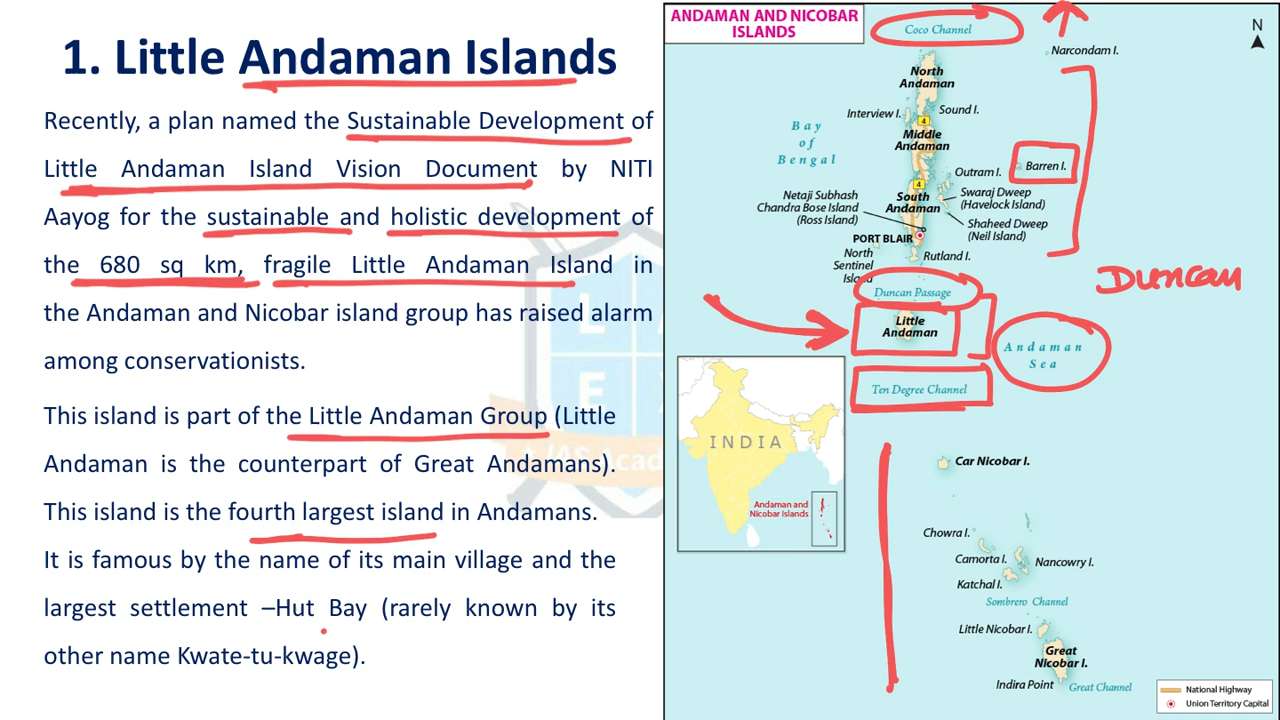 1. Little Andaman Islands
Recently, a plan named the Sustainable Development of
Little Andaman Island Vision Document by NITI
Aayog for the sustainable and holistic development of
the 680 sq km, fragile Little Andaman Island in
the Andaman and Nicobar island group has raised alarm
among conservationists.
This island is part of the Little Andaman Group (Little
Andaman is the counterpart of Great Andamans).
This island is the fourth largest island in Andamans.
It is famous by the name of its main village and the
largest settlement –Hut Bay (rarely known by its
other name Kwate-tu-kwage).
ANDAMAN AND NICOBAR
ISLANDS
Coco Channel
N
Narcondam I.
North
Andaman
Interview I.
Sound I.
4
Middle
Andaman
Bay
of
Bengal
Barren I.
Outram I.
4
South
Andaman
Swaraj Dweep
(Havelock Island)
Netaji Subhash
Chandra Bose Island
(Ross Island)
Shaheed Dweep
(Neil Island)
PORT BLAIR
North
Sentinel
Island
Rutland I.
Duncan Passage
Duncan
Little
Andaman
Andaman
Sea
Ten Degree Channel
INDIA
Andaman and
Nicobar Islands
Car Nicobar I.
Chowra I.
Camorta I.
Nancowry I.
Katchal I.
Sombrero Channel
Little Nicobar I.
Great
Nicobar I.
Indira Point
Great Channel
National Highway
Union Territory Capital